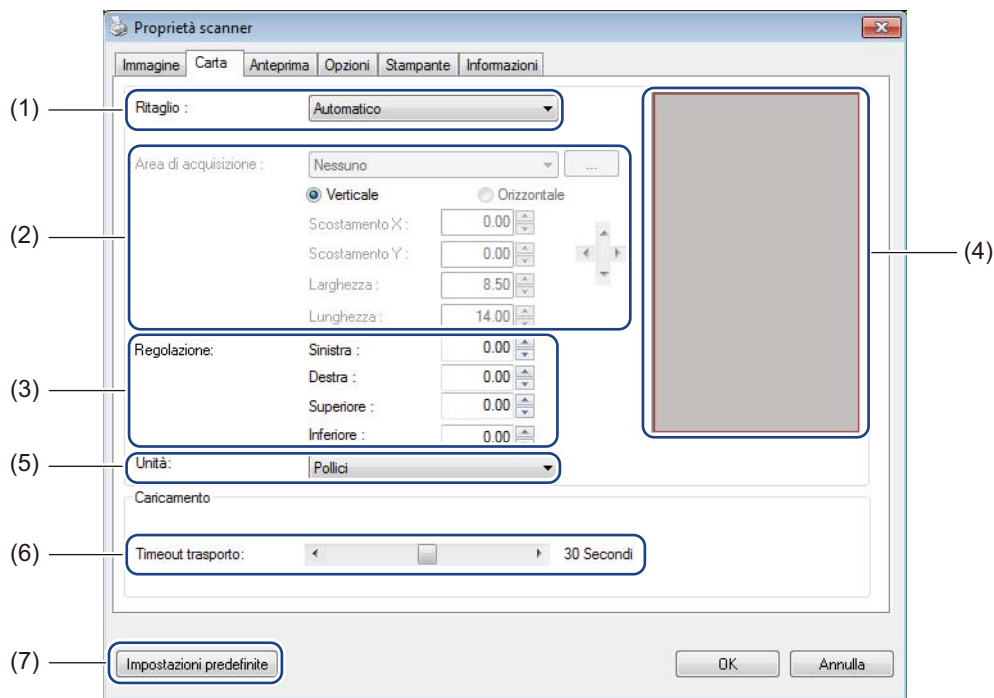 Proprietà scanner
Immagine Carta Anteprima Opzioni Stampante Informazioni
(1) Ritaglio : Automatico
(2) Area di acquisizione : Nessuno ...
Verticale Orizzontale
Scostamento X : 0.00
Scostamento Y : 0.00
Larghezza : 8.50
Lunghezza : 14.00
(3) Regolazione: Sinistra : 0.00
Destra : 0.00
Superiore : 0.00
Inferiore : 0.00
(4)
(5) Unità: Pollici
Caricamento
(6) Timeout trasporto: 30 Secondi
(7) Impostazioni predefinite OK Annulla